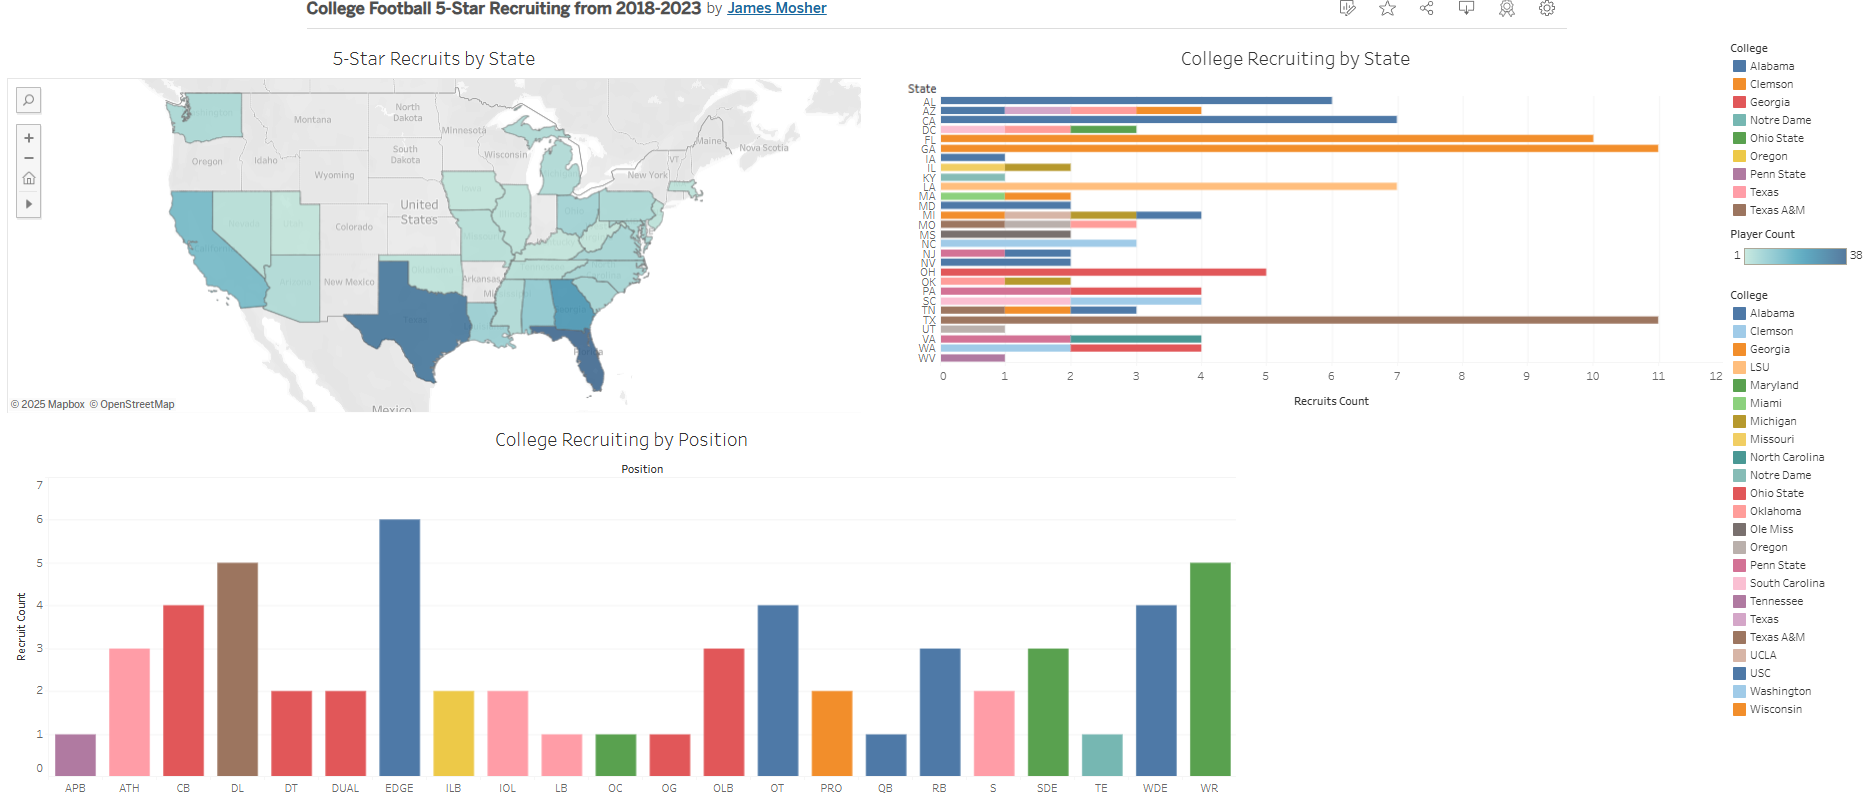 College Football 5-Star Recruiting from 2018-2023 by James Mosher
5-Star Recruits by State
North Dakota
Montana
Minnesota
South Dakota
Wisconsin
Oregon
Idaho
Wyoming
Maine
Nova Scotia
VT
New York
Michigan
Iowa
United States
Nevada
Utah
Colorado
Illinois
Ohio
California
Missouri
Kentucky
Arizona
New Mexico
Oklahoma
Arkansas
Tennessee
Texas
Georgia
Mexico
© 2025 Mapbox © OpenStreetMap
College Recruiting by State
State
AL
AZ
CA
DC
FL
GA
IA
IL
KY
LA
MA
MD
MI
MO
MS
NC
NJ
NV
OH
OK
PA
SC
TN
TX
UT
VA
WA
WV
0 1 2 3 4 5 6 7 8 9 10 11 12
Recruits Count
College
Alabama
Clemson
Georgia
Notre Dame
Ohio State
Oregon
Penn State
Texas
Texas A&M
Player Count
1 38
College
Alabama
Clemson
Georgia
LSU
Maryland
Miami
Michigan
Missouri
North Carolina
Notre Dame
Ohio State
Oklahoma
Ole Miss
Oregon
Penn State
South Carolina
Tennessee
Texas
Texas A&M
UCLA
USC
Washington
Wisconsin
College Recruiting by Position
Position
Recruit Count
7
6
5
4
3
2
1
0
APB ATH CB DL DT DUAL EDGE ILB IOL LB OC OG OLB OT PRO QB RB S SDE TE WDE WR